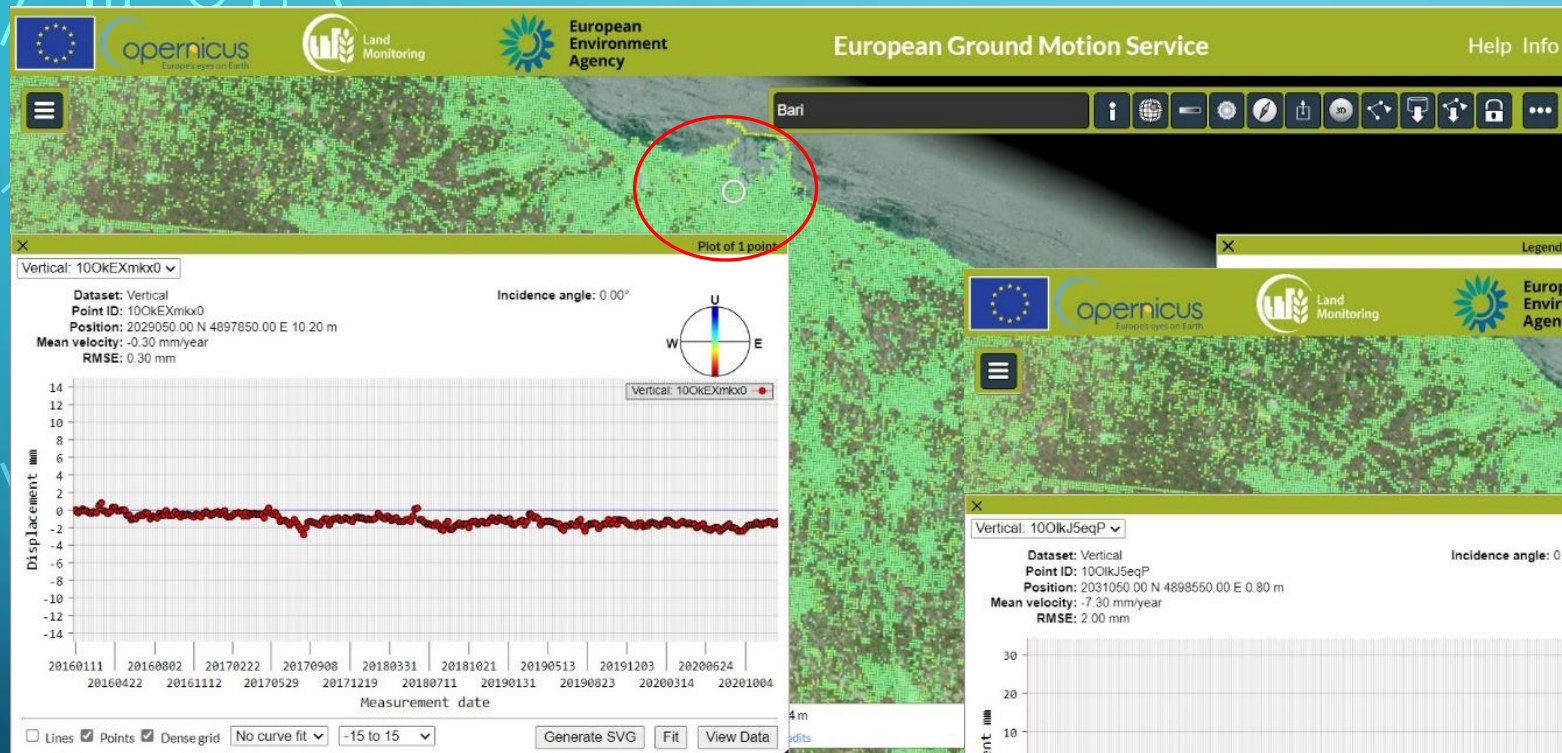 Copernicus
Europe's eyes on Earth
Land
Monitoring
European
Environment
Agency
European Ground Motion Service
Help Info
Bari
i
3D
Plot of 1 point
Vertical: 10OkEXmkx0
Dataset: Vertical
Point ID: 10OkEXmkx0
Position: 2029050.00 N 4897850.00 E 10.20 m
Mean velocity: -0.30 mm/year
RMSE: 0.30 mm
Incidence angle: 0.00°
U
W
E
Vertical: 10OkEXmkx0
14
12
10
8
6
4
2
0
-2
-4
-6
-8
-10
-12
-14
Displacement mm
20160111 20160802 20170222 20170908 20180331 20181021 20190513 20191203 20200624
20160422 20161112 20170529 20171219 20180711 20190131 20190823 20200314 20201004
Measurement date
Lines Points Dense grid No curve fit -15 to 15 Generate SVG Fit View Data
4 m
edits
Legend
Copernicus
Europe's eyes on Earth
Land
Monitoring
Europ
Envir
Agen
Vertical: 10OlkJ5eqP
Dataset: Vertical
Point ID: 10OlkJ5eqP
Position: 2031050.00 N 4898550.00 E 0.80 m
Mean velocity: -7.30 mm/year
RMSE: 2.00 mm
Incidence angle: 0
30
20
10
ent mm